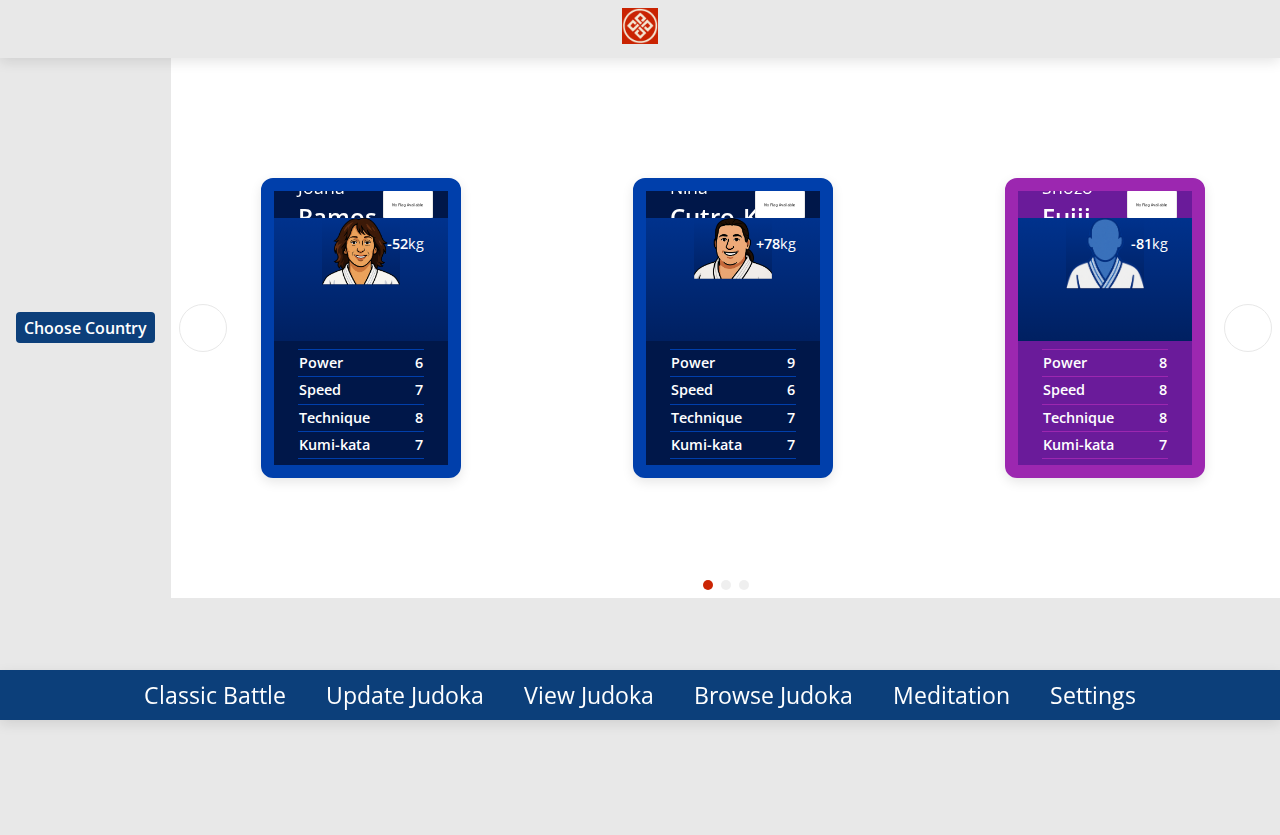 Choose Country
Joana
Ramos
No Flag Available
-52kg
Power 6
Speed 7
Technique 8
Kumi-kata 7
Nina
Cutro-K
No Flag Available
+78kg
Power 9
Speed 6
Technique 7
Kumi-kata 7
Shozo
Fujii
No Flag Available
-81kg
Power 8
Speed 8
Technique 8
Kumi-kata 7
Classic Battle Update Judoka View Judoka Browse Judoka Meditation Settings